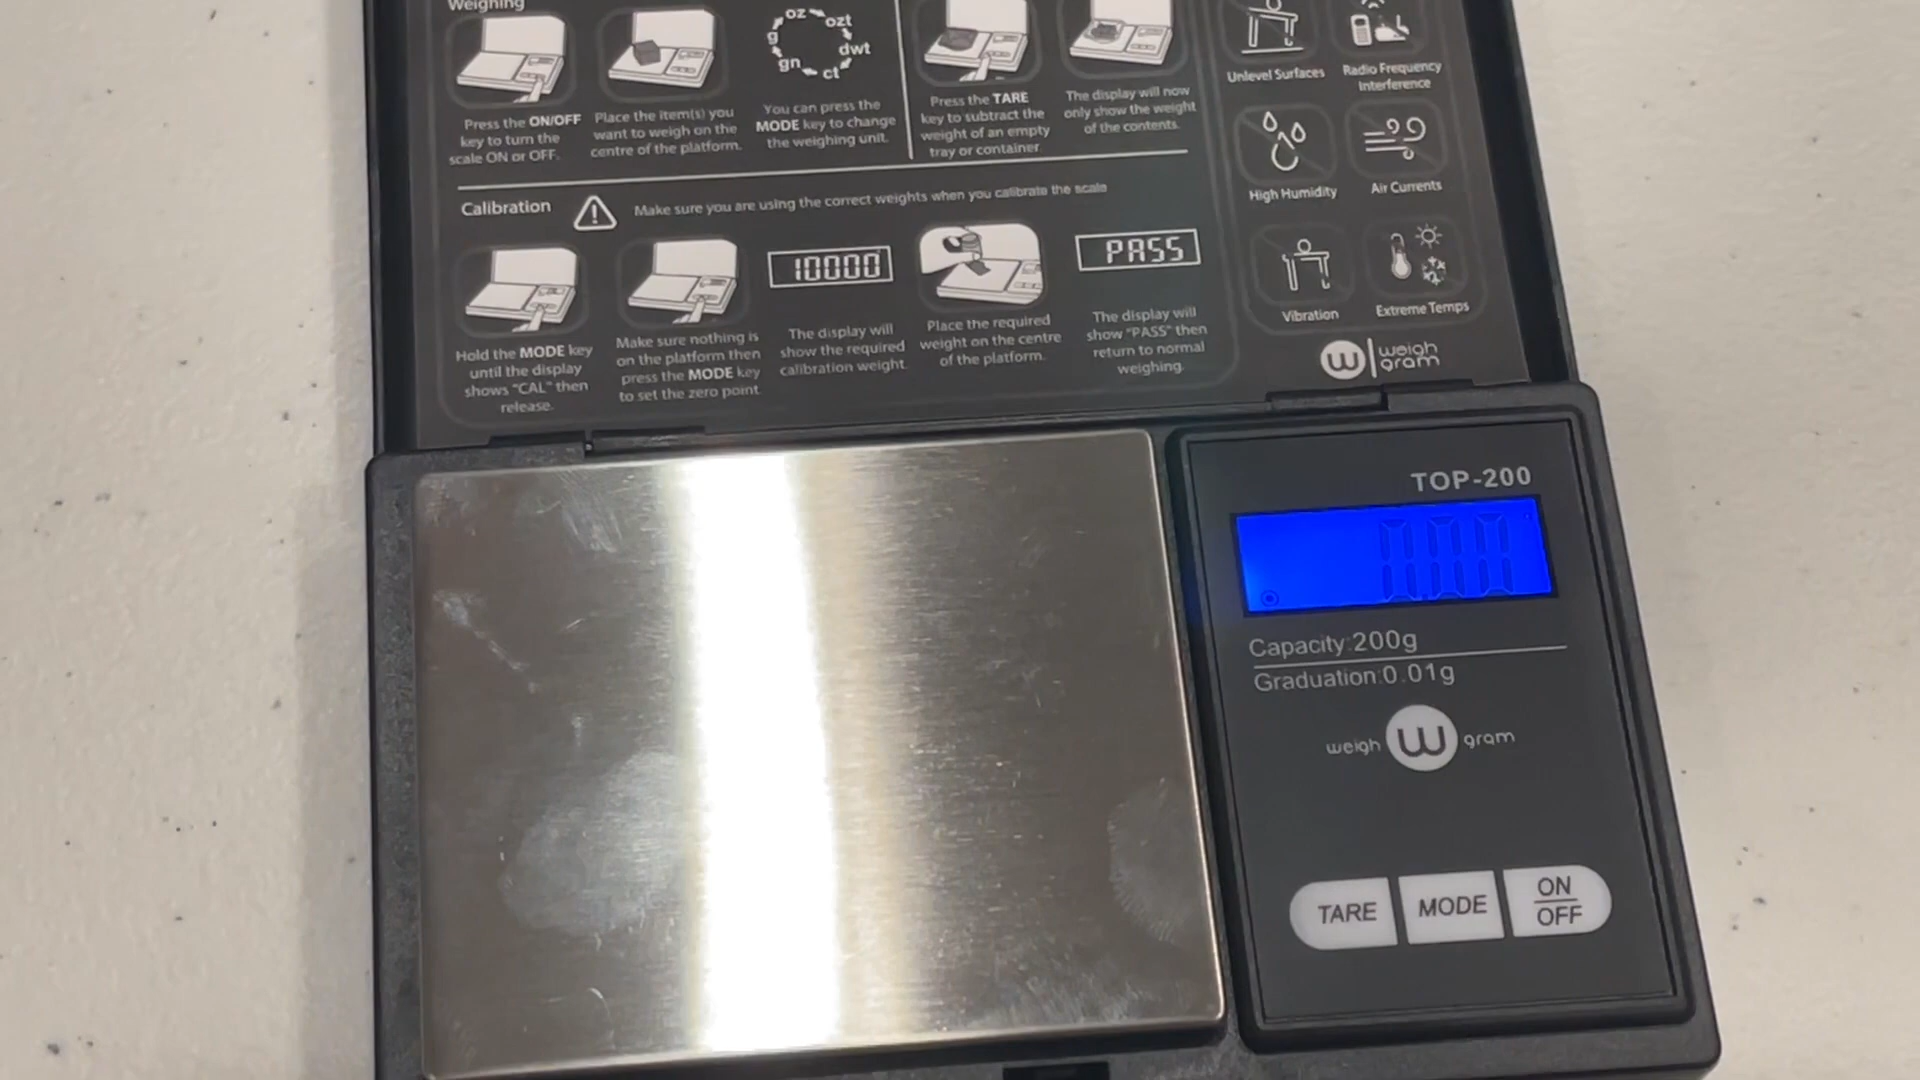 Weighing
Press the ON/OFF
key to turn the
scale ON or OFF.
Place the item(s) you
want to weigh on the
centre of the platform.
oz
ozt
dwt
ct
gn
g
You can press the
MODE key to change
the weighing unit.
Press the TARE
key to subtract the
weight of an empty
tray or container.
The display will now
only show the weight
of the contents.
Unlevel Surfaces
Radio Frequency
Interference
High Humidity
Air Currents
Vibration
Extreme Temps
Calibration
Make sure you are using the correct weights when you calibrate the scale
Hold the MODE key
until the display
shows "CAL" then
release.
Make sure nothing is
on the platform then
press the MODE key
to set the zero point.
10000
The display will
show the required
calibration weight.
Place the required
weight on the centre
of the platform.
PASS
The display will
show "PASS" then
return to normal
weighing.
W weigh
gram
TOP-200
0.00
Capacity:200g
Graduation:0.01g
weigh W gram
TARE
MODE
ON
OFF